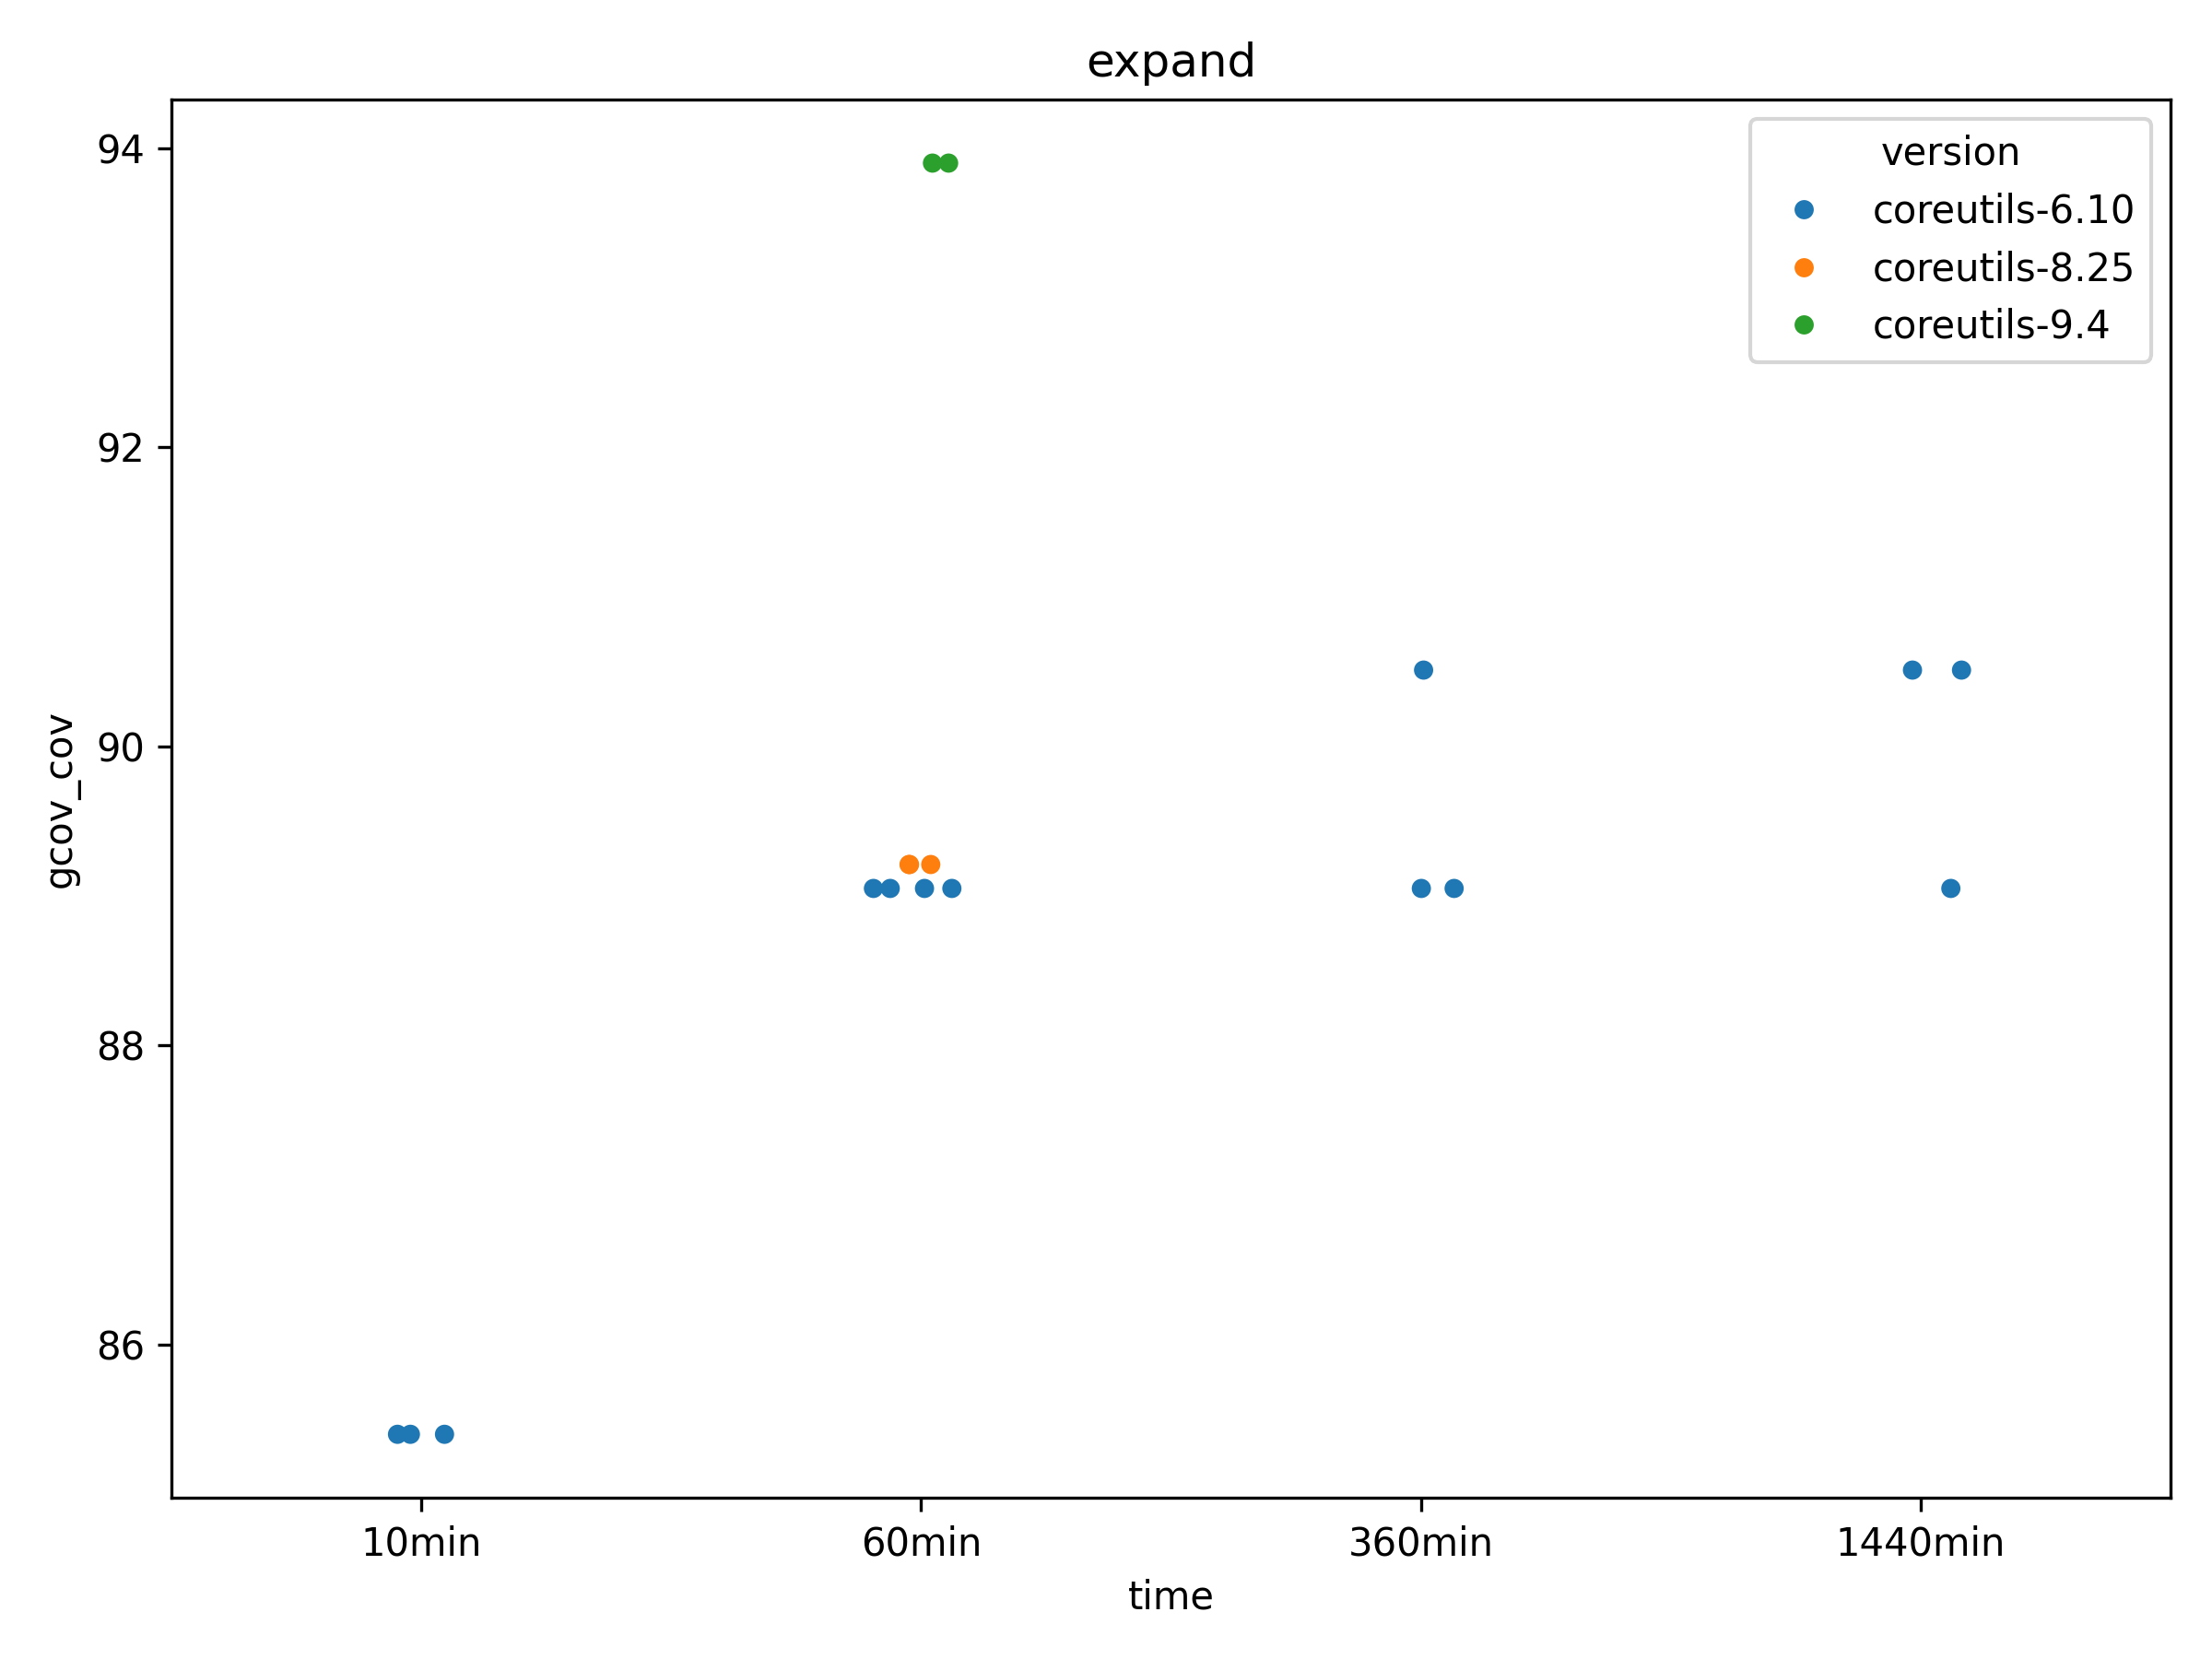 expand
version
coreutils-6.10
coreutils-8.25
coreutils-9.4
gcov_cov
94
92
90
88
86
10min 60min 360min 1440min
time